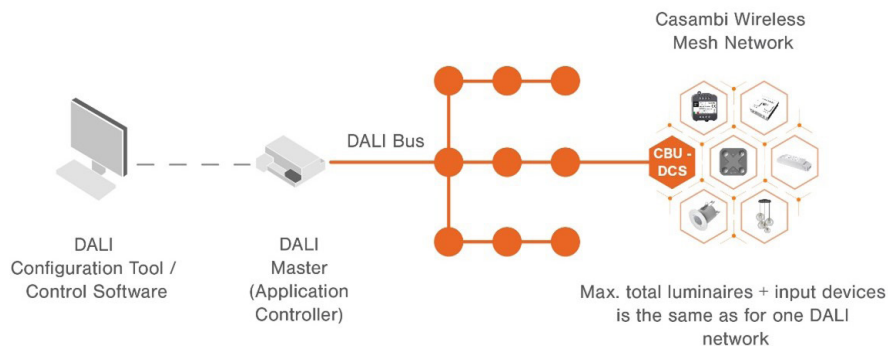 Casambi Wireless
Mesh Network
DALI Bus
CBU -
DCS
DALI
Configuration Tool /
Control Software
DALI
Master
(Application
Controller)
Max. total luminaires + input devices
is the same as for one DALI
network